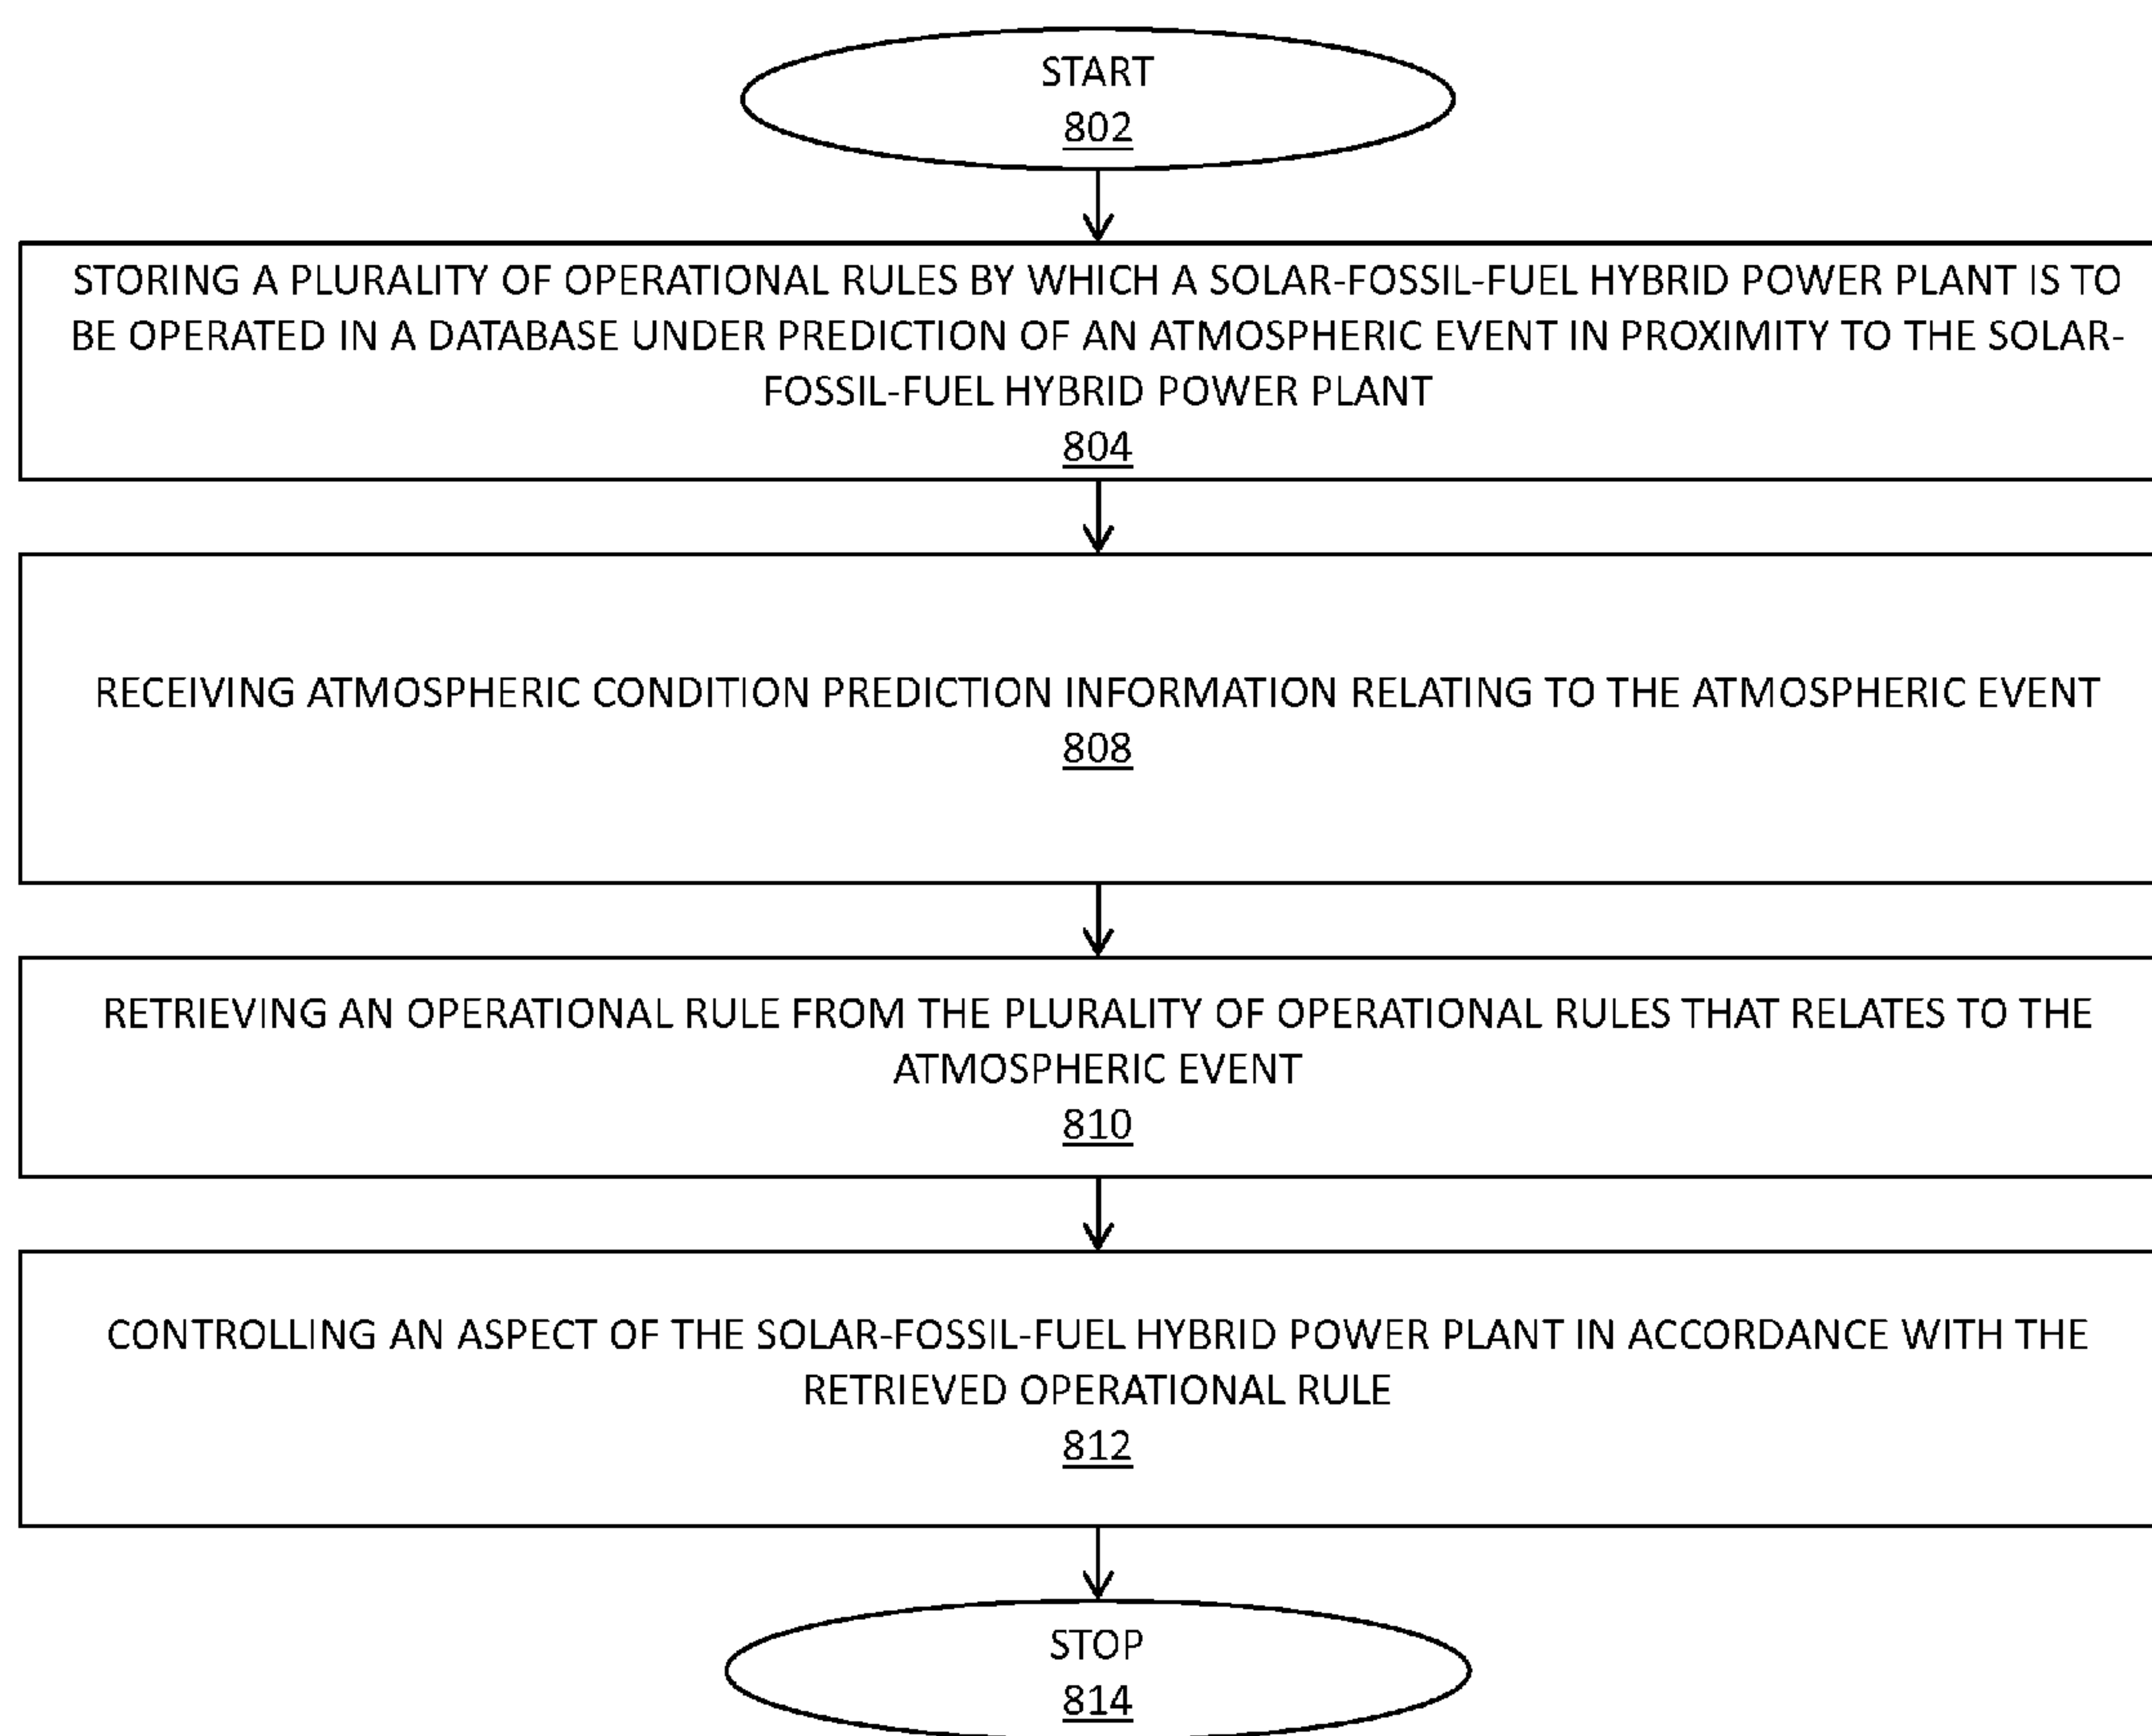 START
802
STORING A PLURALITY OF OPERATIONAL RULES BY WHICH A SOLAR-FOSSIL-FUEL HYBRID POWER PLANT IS TO
BE OPERATED IN A DATABASE UNDER PREDICTION OF AN ATMOSPHERIC EVENT IN PROXIMITY TO THE SOLAR-
FOSSIL-FUEL HYBRID POWER PLANT
804
RECEIVING ATMOSPHERIC CONDITION PREDICTION INFORMATION RELATING TO THE ATMOSPHERIC EVENT
808
RETRIEVING AN OPERATIONAL RULE FROM THE PLURALITY OF OPERATIONAL RULES THAT RELATES TO THE
ATMOSPHERIC EVENT
810
CONTROLLING AN ASPECT OF THE SOLAR-FOSSIL-FUEL HYBRID POWER PLANT IN ACCORDANCE WITH THE
RETRIEVED OPERATIONAL RULE
812
STOP
814